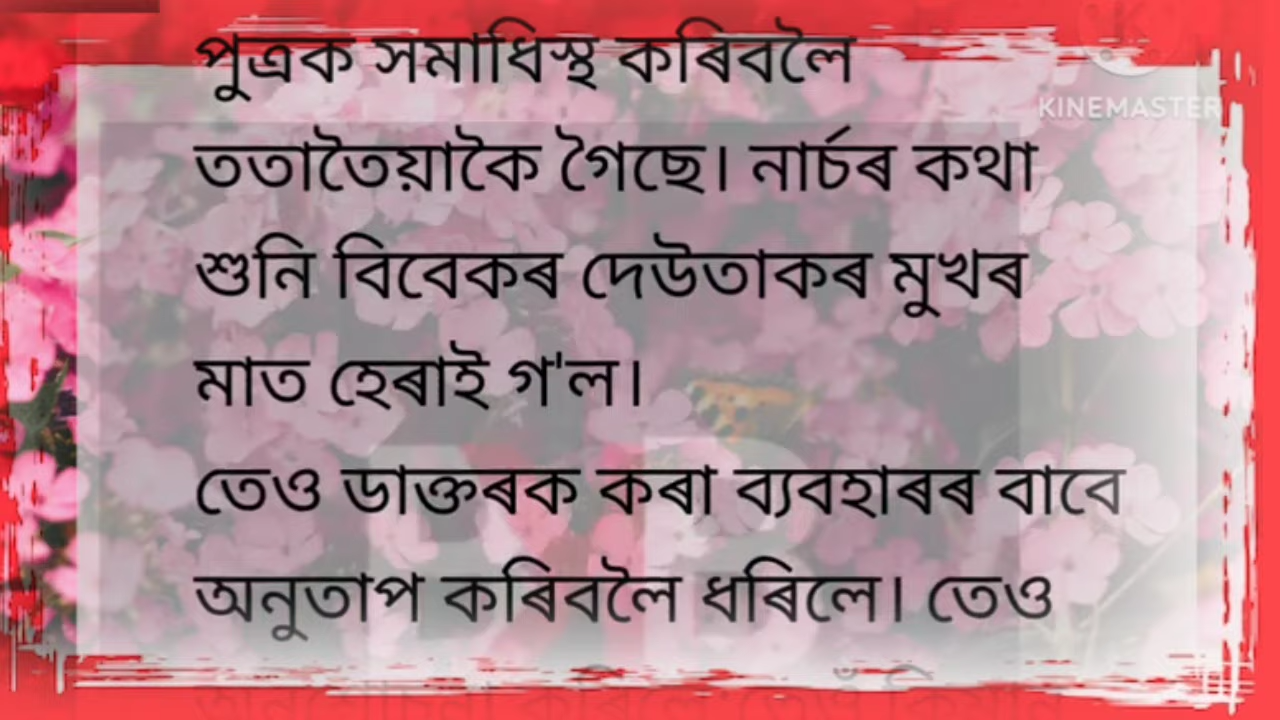 পুত্ৰক সমাধিস্থ কৰিবলৈ
KINEMASTER
ততাতৈয়াকৈ গৈছে। নাৰ্চৰ কথা
শুনি বিবেকৰ দেউতাকৰ মুখৰ
মাত হেৰাই গ'ল।
তেও ডাক্তৰক কৰা ব্যবহাৰৰ বাবে
অনুতাপ কৰিবলৈ ধৰিলে। তেও